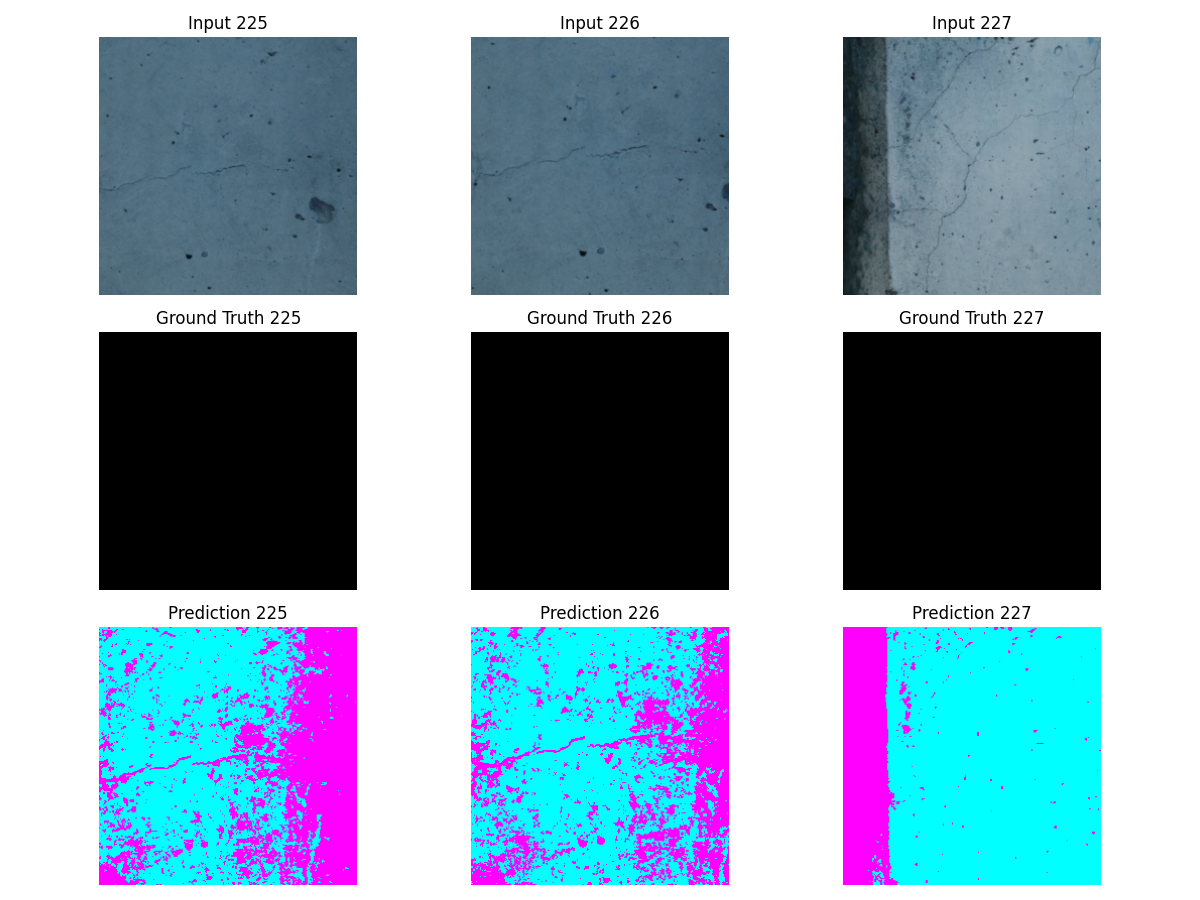 Input 225
Input 226
Input 227
Ground Truth 225
Ground Truth 226
Ground Truth 227
Prediction 225
Prediction 226
Prediction 227